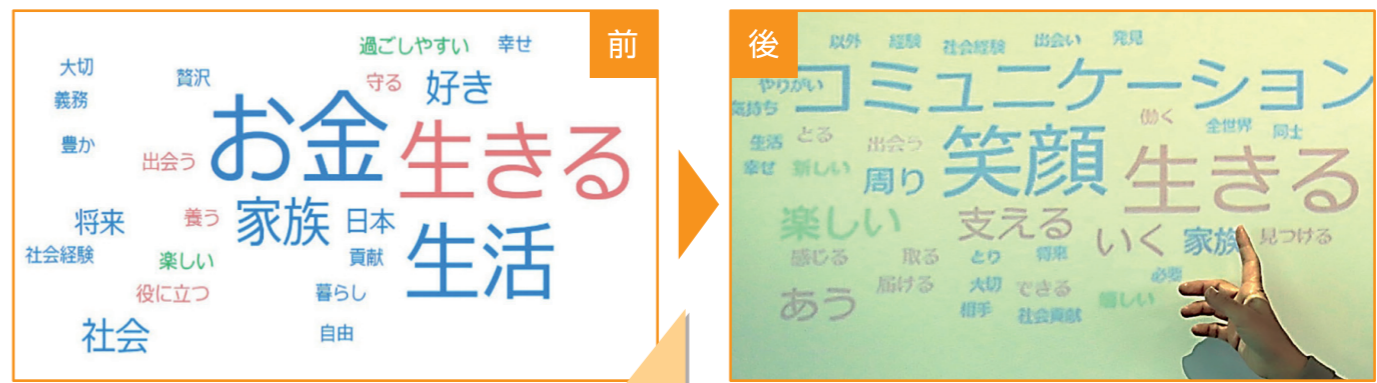 前
過ごしやすい 幸せ
大切 贅沢 守る 好き
義務
お金 生きる
豊か 出会う
将来 養う 家族 日本 生活
社会経験 楽しい 貢献
役に立つ 暮らし
社会 自由
後
以外 経験 社会経験 出会い 発見
やりがい コミュニケーション
気持ち 働く
生活 とる 出会う 笑顔 全世界 同士
幸せ 新しい 周り 生きる
楽しい 支える いく 家族 見つける
感じる 取る とり 将来
あう 届ける 大切 できる 嬉しい 必要
相手 社会貢献